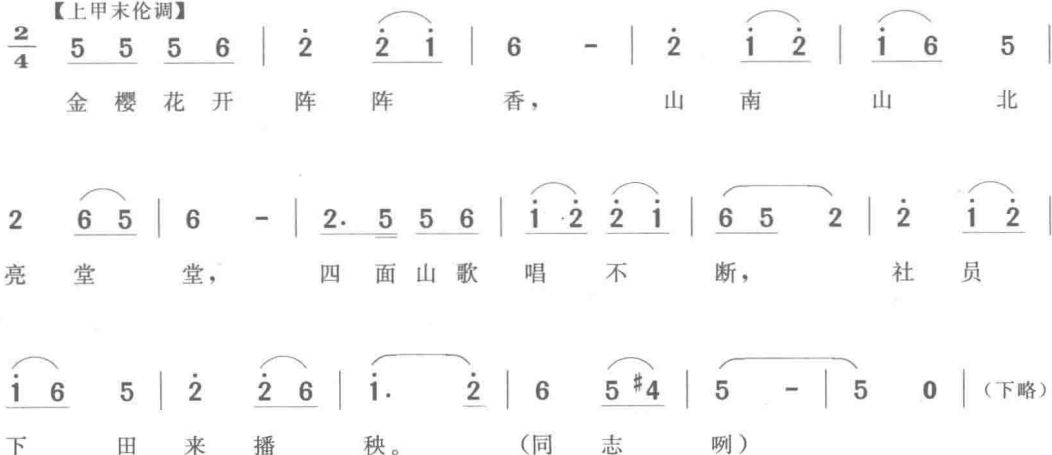 【上甲末伦调】
2/4 5 5 5 6 | 2̇ 2̇ 1̇ | 6 - | 2̇ 1̇ 2̇ | 1̇ 6 5 |
金 樱 花 开 阵 阵 香， 山 南 山 北
2 6 5 | 6 - | 2. 5 5 6 | 1̇ 2̇ 2̇ 1̇ | 6 5 2 | 2̇ 1̇ 2̇ |
亮 堂 堂， 四 面 山 歌 唱 不 断， 社 员
1̇ 6 5 | 2̇ 2̇ 6 | 1̇. 2̇ | 6 5 #4 | 5 - | 5 0 | （下略）
下 田 来 播 秧。 （同 志 咧）